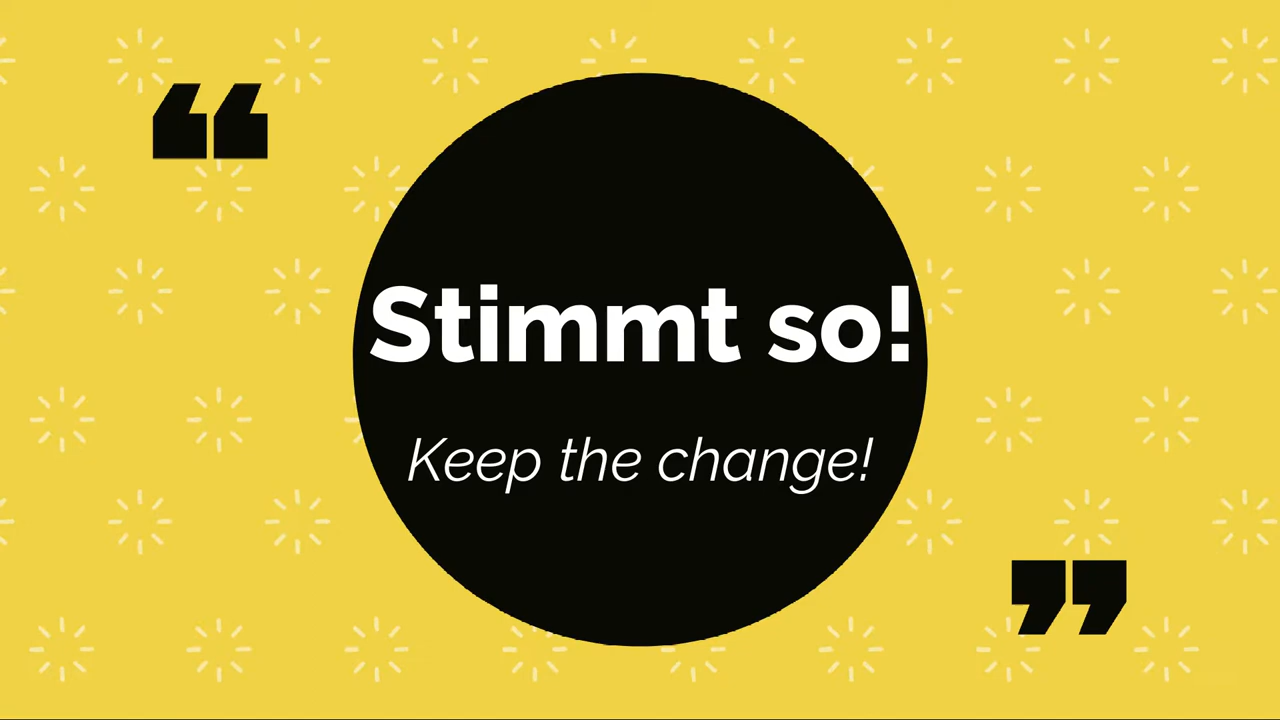 “
Stimmt so!
Keep the change!
”